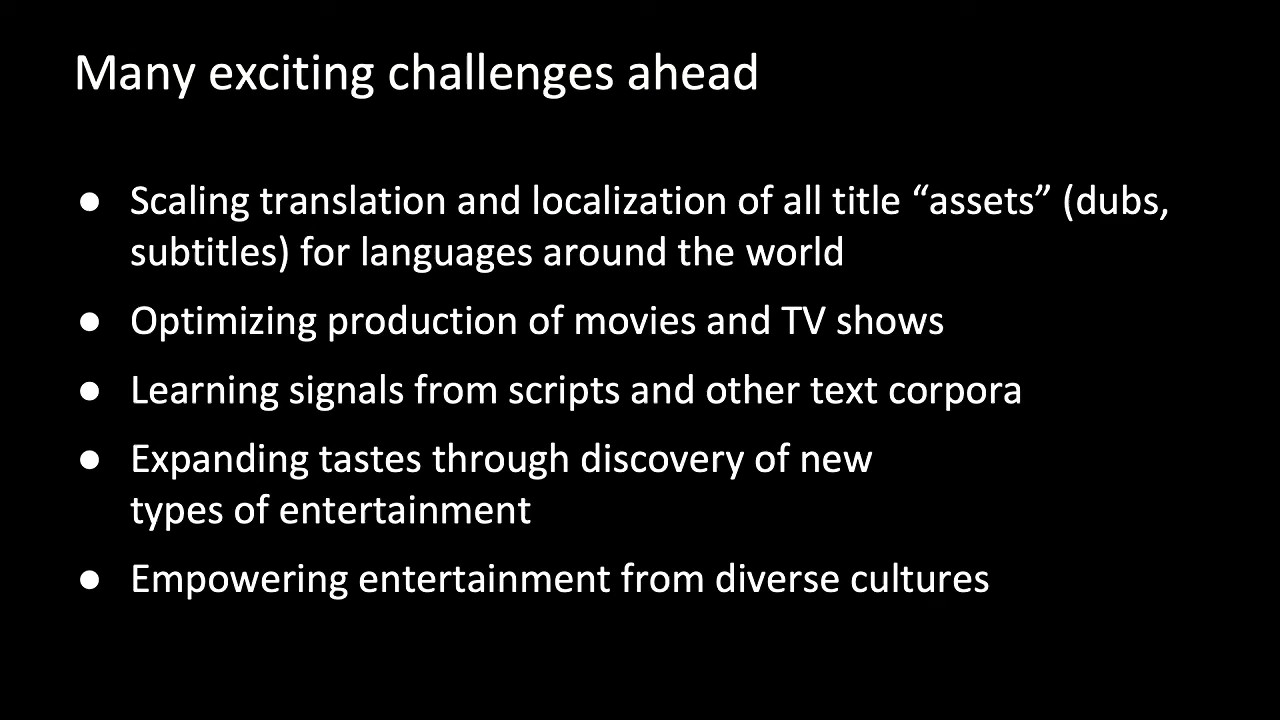 Many exciting challenges ahead
● Scaling translation and localization of all title “assets” (dubs,
subtitles) for languages around the world
● Optimizing production of movies and TV shows
● Learning signals from scripts and other text corpora
● Expanding tastes through discovery of new
types of entertainment
● Empowering entertainment from diverse cultures